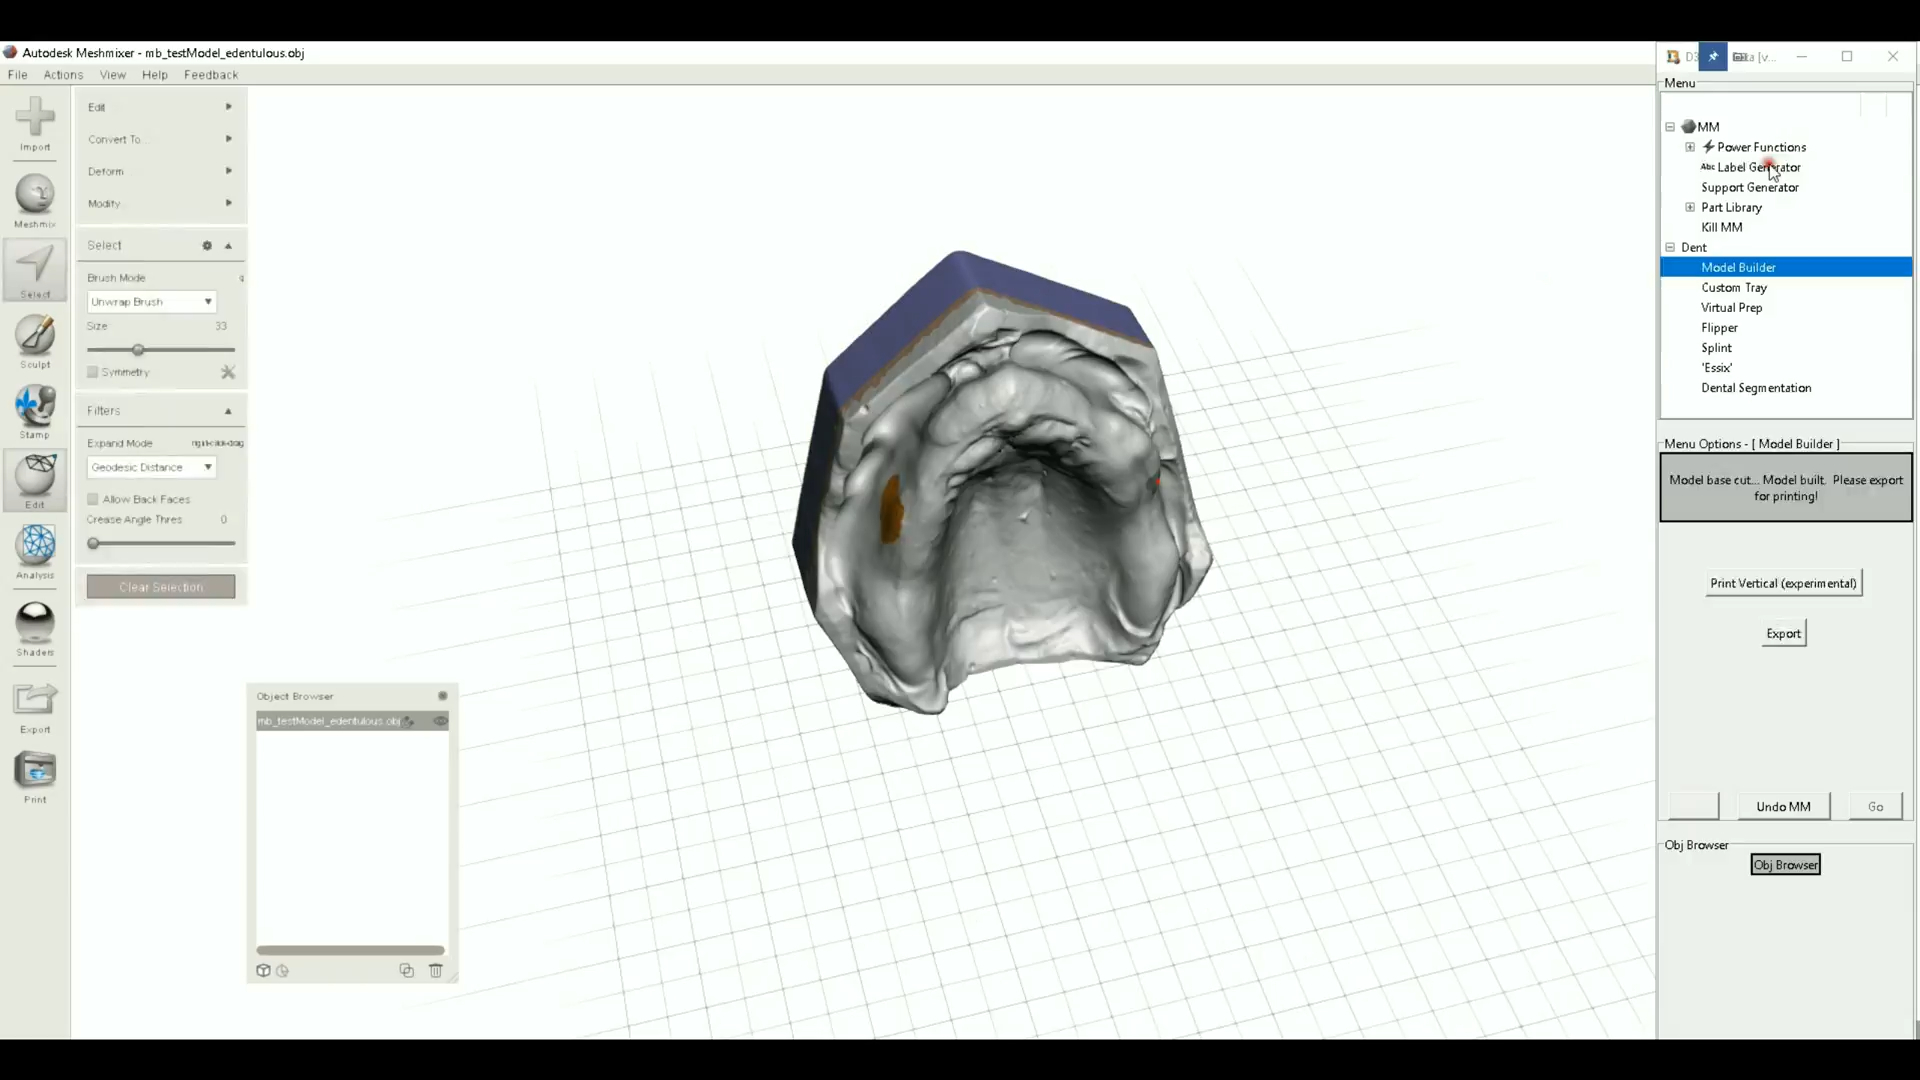 Autodesk Meshmixer - mb_testModel_edentulous.obj
File Actions View Help Feedback
Import
Meshmix
Select
Sculpt
Stamp
Edit
Analysis
Shaders
Export
Print
Edit
Convert To...
Deform
Modify
Select
Brush Mode
Unwrap Brush
Size 33
Symmetry
Filters
Expand Mode
Geodesic Distance
Allow Back Faces
Crease Angle Thres 0
Clear Selection
Object Browser
mb_testModel_edentulous.obj
Menu
MM
Power Functions
Abc Label Generator
Support Generator
Part Library
Kill MM
Dent
Model Builder
Custom Tray
Virtual Prep
Flipper
Splint
'Essix'
Dental Segmentation
Menu Options - [ Model Builder ]
Model base cut... Model built. Please export
for printing!
Print Vertical (experimental)
Export
Undo MM Go
Obj Browser
Obj Browser